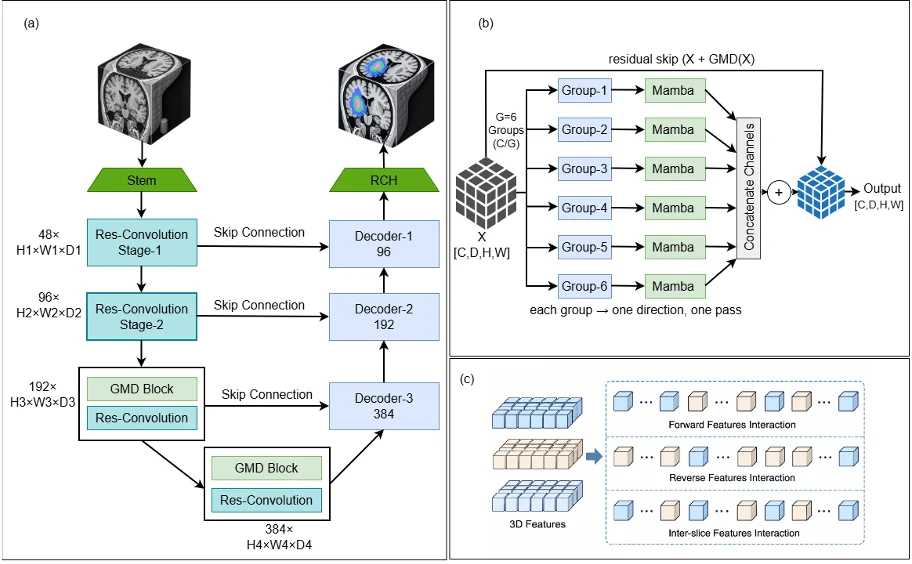 (a)
Stem
RCH
48×
H1×W1×D1
Res-Convolution
Stage-1
Skip Connection
Decoder-1
96
96×
H2×W2×D2
Res-Convolution
Stage-2
Skip Connection
Decoder-2
192
192×
H3×W3×D3
GMD Block
Res-Convolution
Skip Connection
Decoder-3
384
GMD Block
Res-Convolution
384×
H4×W4×D4
(b)
residual skip (X + GMD(X)
G=6
Groups
(C/G)
X
[C,D,H,W]
Group-1
Mamba
Group-2
Mamba
Group-3
Mamba
Group-4
Mamba
Group-5
Mamba
Group-6
Mamba
Concatenate Channels
+
Output
[C,D,H,W]
each group → one direction, one pass
(c)
3D Features
... ...
Forward Features Interaction
... ... ...
Reverse Features Interaction
... ... ...
Inter-slice Features Interaction